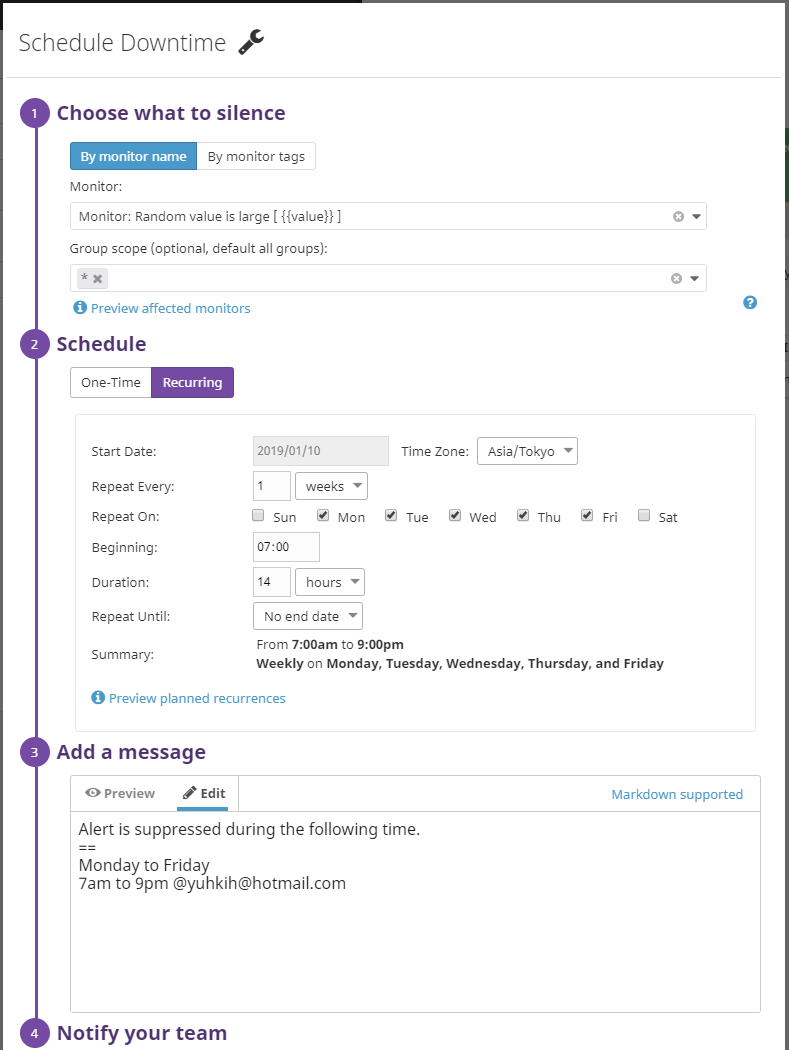 Schedule Downtime
1 Choose what to silence
By monitor name By monitor tags
Monitor:
Monitor: Random value is large [ {{value}} ]
Group scope (optional, default all groups):
*
Preview affected monitors
?
2 Schedule
One-Time Recurring
Start Date: 2019/01/10 Time Zone: Asia/Tokyo
Repeat Every: 1 weeks
Repeat On: Sun Mon Tue Wed Thu Fri Sat
Beginning: 07:00
Duration: 14 hours
Repeat Until: No end date
Summary: From 7:00am to 9:00pm
Weekly on Monday, Tuesday, Wednesday, Thursday, and Friday
Preview planned recurrences
3 Add a message
Preview Edit Markdown supported
Alert is suppressed during the following time.
==
Monday to Friday
7am to 9pm @yuhkih@hotmail.com
4 Notify your team